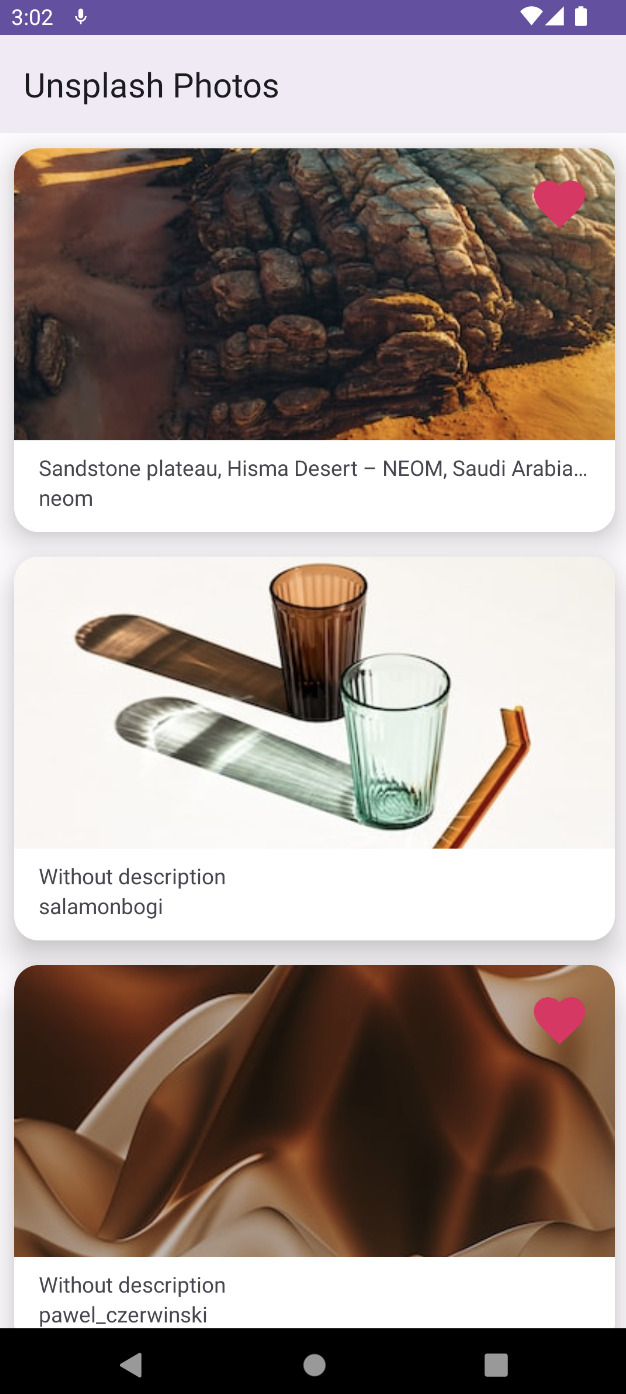 3:02
Unsplash Photos
Sandstone plateau, Hisma Desert – NEOM, Saudi Arabia…
neom
Without description
salamonbogi
Without description
pawel_czerwinski